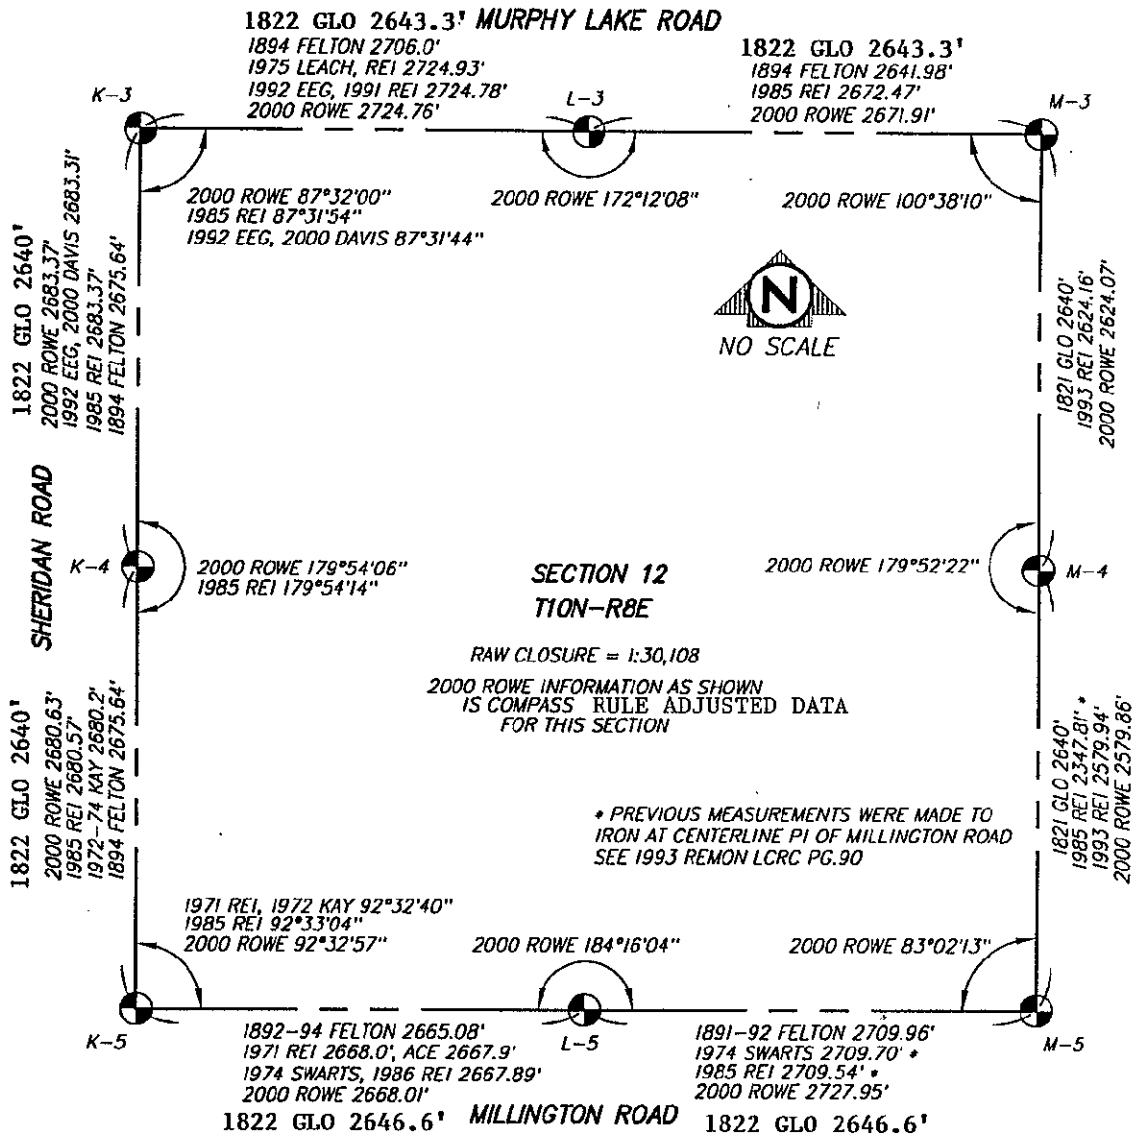 1822 GLO 2643.3' MURPHY LAKE ROAD
1894 FELTON 2706.0'
1975 LEACH, REI 2724.93'
1992 EEG, 1991 REI 2724.78'
2000 ROWE 2724.76'
1822 GLO 2643.3'
1894 FELTON 2641.98'
1985 REI 2672.47'
2000 ROWE 2671.91'
K-3
L-3
M-3
2000 ROWE 87°32'00"
1985 REI 87°31'54"
1992 EEG, 2000 DAVIS 87°31'44"
2000 ROWE 172°12'08"
2000 ROWE 100°38'10"
1822 GLO 2640'
2000 ROWE 2683.37'
1992 EEG, 2000 DAVIS 2683.31'
1985 REI 2683.37'
1894 FELTON 2675.64'
N
NO SCALE
1821 GLO 2640'
1993 REI 2624.16'
2000 ROWE 2624.07'
SHERIDAN ROAD
K-4
2000 ROWE 179°54'06"
1985 REI 179°54'14"
SECTION 12
T10N-R8E
2000 ROWE 179°52'22"
M-4
RAW CLOSURE = 1:30,108
2000 ROWE INFORMATION AS SHOWN
IS COMPASS RULE ADJUSTED DATA
FOR THIS SECTION
1822 GLO 2640'
2000 ROWE 2680.63'
1985 REI 2680.57'
1972-74 KAY 2680.2'
1894 FELTON 2675.64'
* PREVIOUS MEASUREMENTS WERE MADE TO
IRON AT CENTERLINE PI OF MILLINGTON ROAD
SEE 1993 REMON LCRC PG.90
1821 GLO 2640'
1985 REI 2347.81' *
1993 REI 2579.94'
2000 ROWE 2579.86'
1971 REI, 1972 KAY 92°32'40"
1985 REI 92°33'04"
2000 ROWE 92°32'57"
2000 ROWE 184°16'04"
2000 ROWE 83°02'13"
K-5
L-5
M-5
1892-94 FELTON 2665.08'
1971 REI 2668.0', ACE 2667.9'
1974 SWARTS, 1986 REI 2667.89'
2000 ROWE 2668.01'
1891-92 FELTON 2709.96'
1974 SWARTS 2709.70' *
1985 REI 2709.54' *
2000 ROWE 2727.95'
1822 GLO 2646.6' MILLINGTON ROAD 1822 GLO 2646.6'